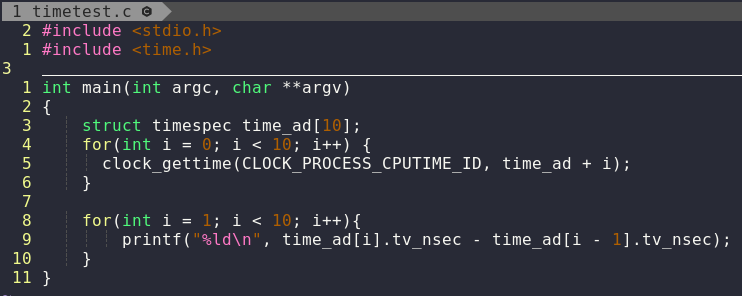 1 timetest.c
2 #include <stdio.h>
1 #include <time.h>
3
1 int main(int argc, char **argv)
2 {
3 struct timespec time_ad[10];
4 for(int i = 0; i < 10; i++) {
5 clock_gettime(CLOCK_PROCESS_CPUTIME_ID, time_ad + i);
6 }
7
8 for(int i = 1; i < 10; i++){
9 printf("%ld\n", time_ad[i].tv_nsec - time_ad[i - 1].tv_nsec);
10 }
11 }